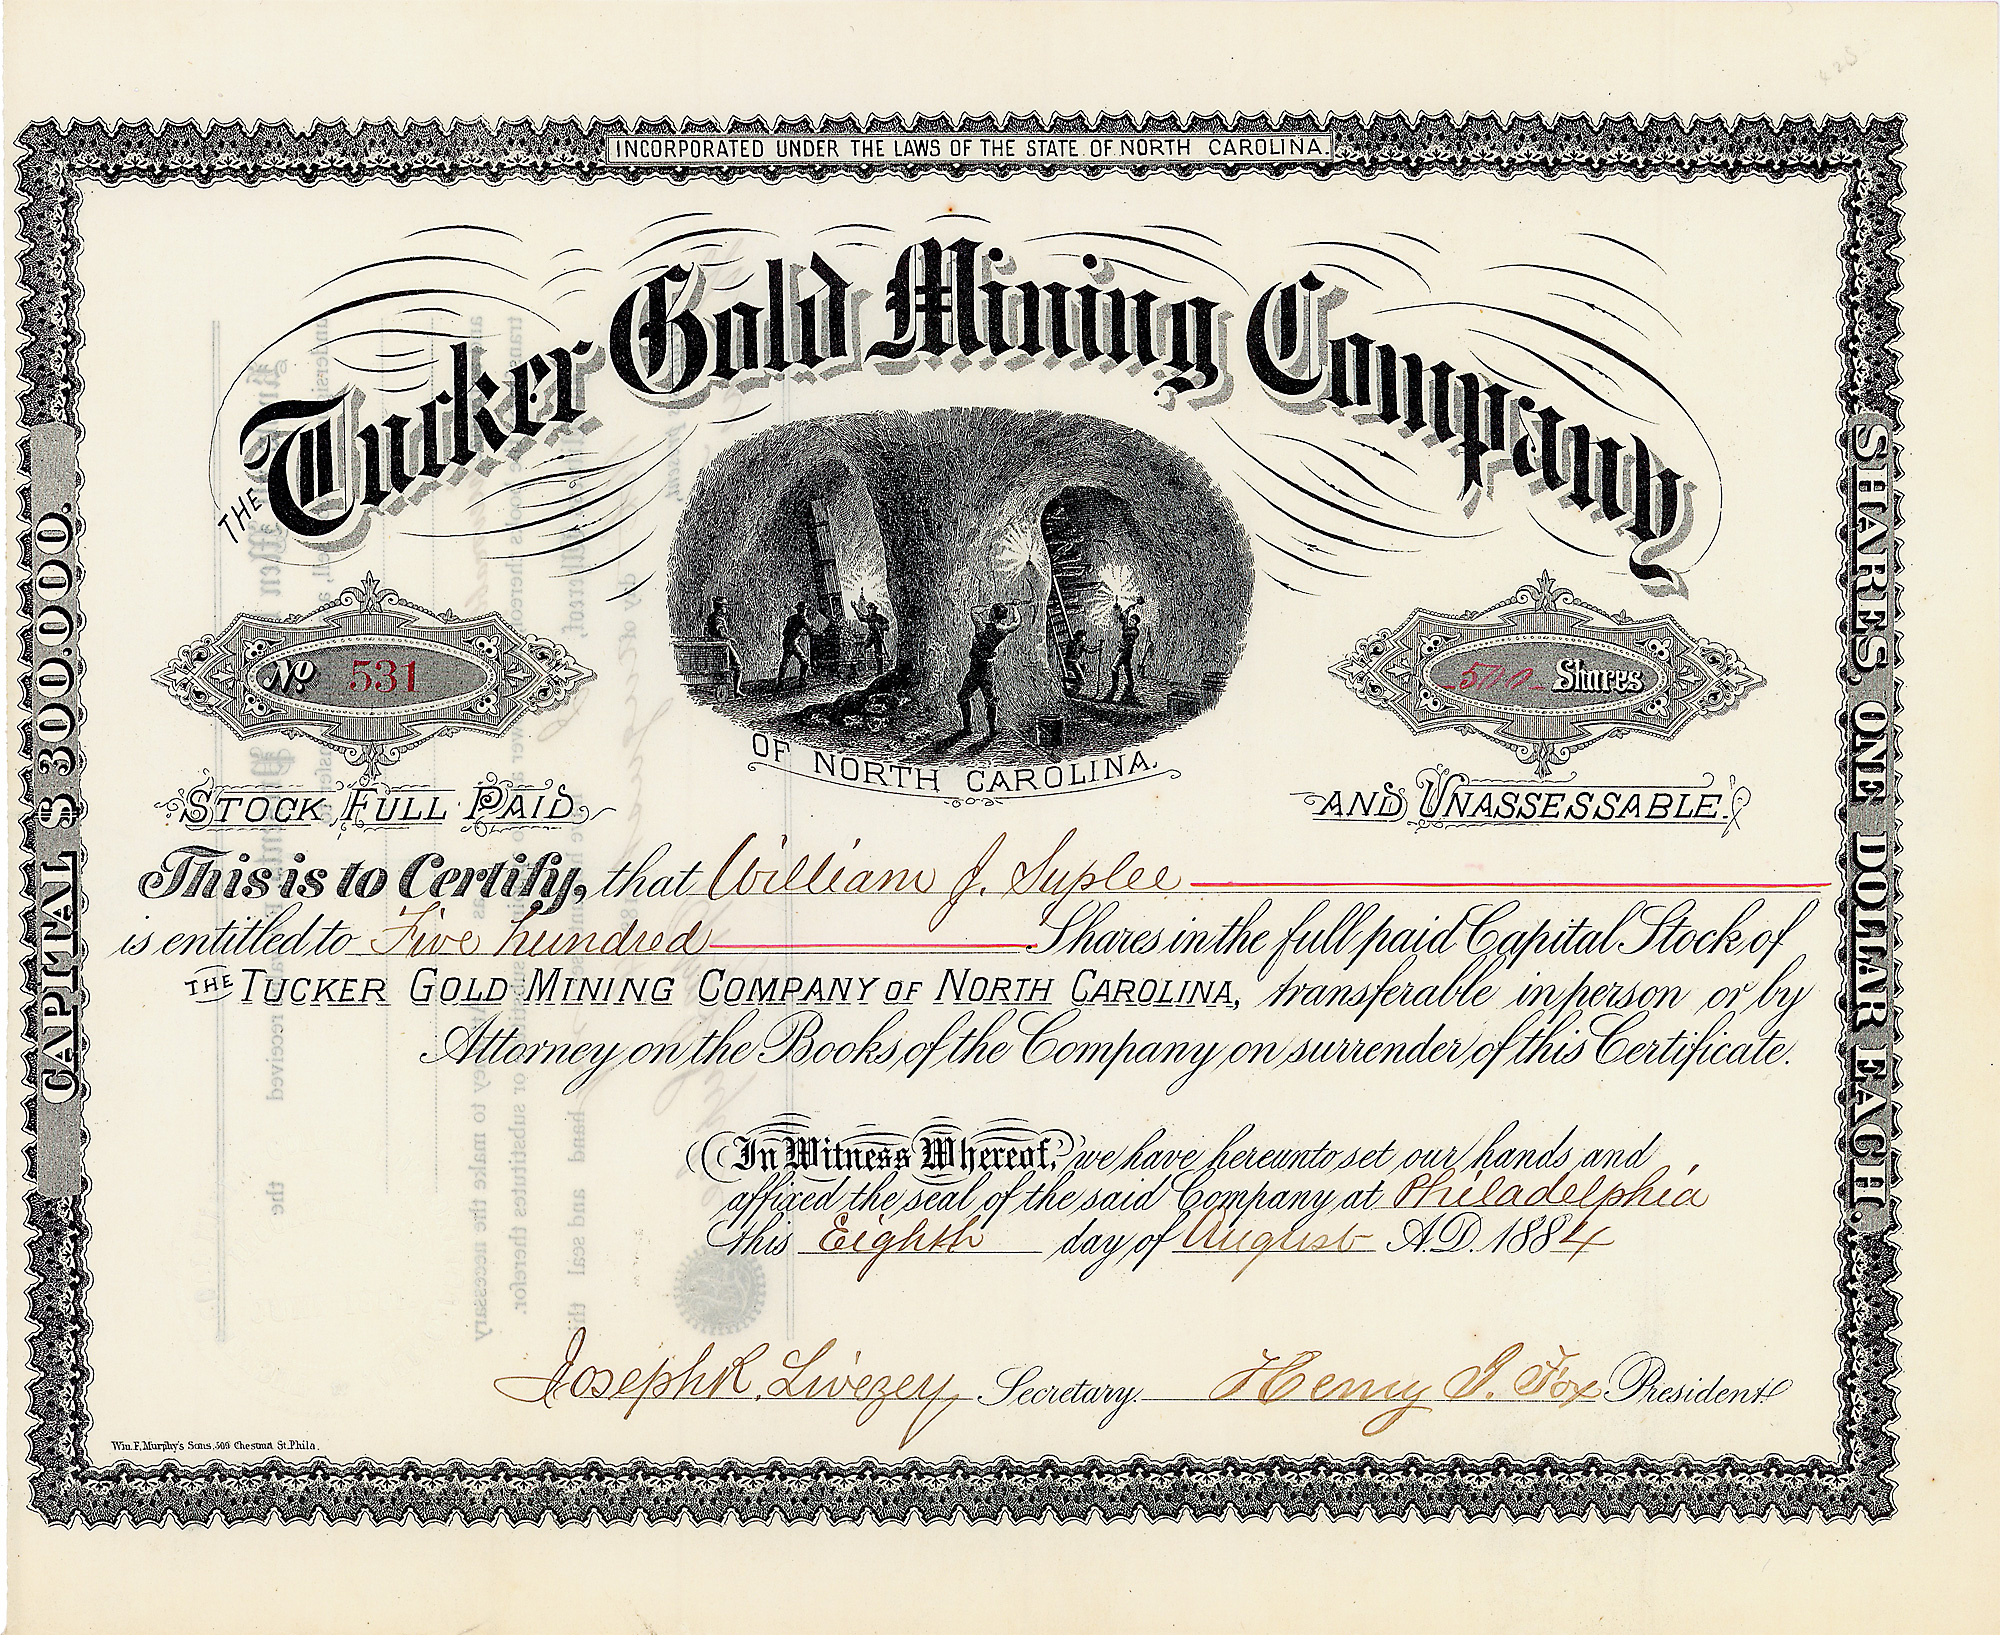 INCORPORATED UNDER THE LAWS OF THE STATE OF NORTH CAROLINA.
THE Tucker Gold Mining Company
OF NORTH CAROLINA.
No 531
500 Shares
STOCK FULL PAID
AND UNASSESSABLE.
CAPITAL $300.000.
SHARES, ONE DOLLAR EACH.
This is to Certify, that William J. Suplee
is entitled to Five hundred Shares in the full paid Capital Stock of
THE TUCKER GOLD MINING COMPANY OF NORTH CAROLINA, transferable in person or by
Attorney on the Books of the Company on surrender of this Certificate.
In Witness Whereof, we have hereunto set our hands and
affixed the seal of the said Company at Philadelphia
this Eighth day of August A.D. 1884
Joseph R. Livezey Secretary. Henry I. Fox President
Wm. F. Murphy's Sons, 509 Chestnut St. Phila.